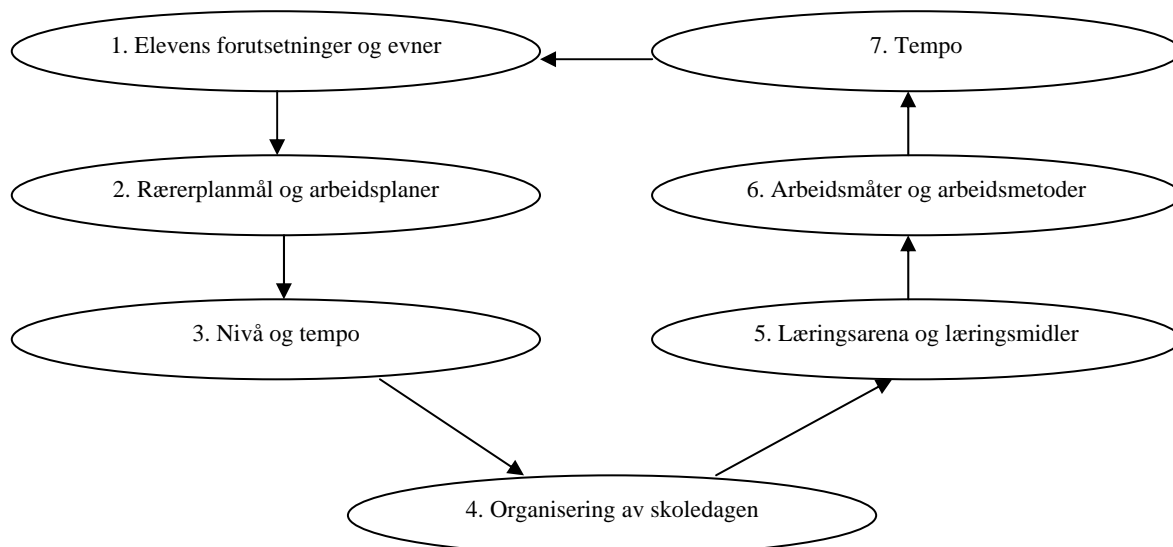 1. Elevens forutsetninger og evner
2. Rærerplanmål og arbeidsplaner
3. Nivå og tempo
4. Organisering av skoledagen
5. Læringsarena og læringsmidler
6. Arbeidsmåter og arbeidsmetoder
7. Tempo